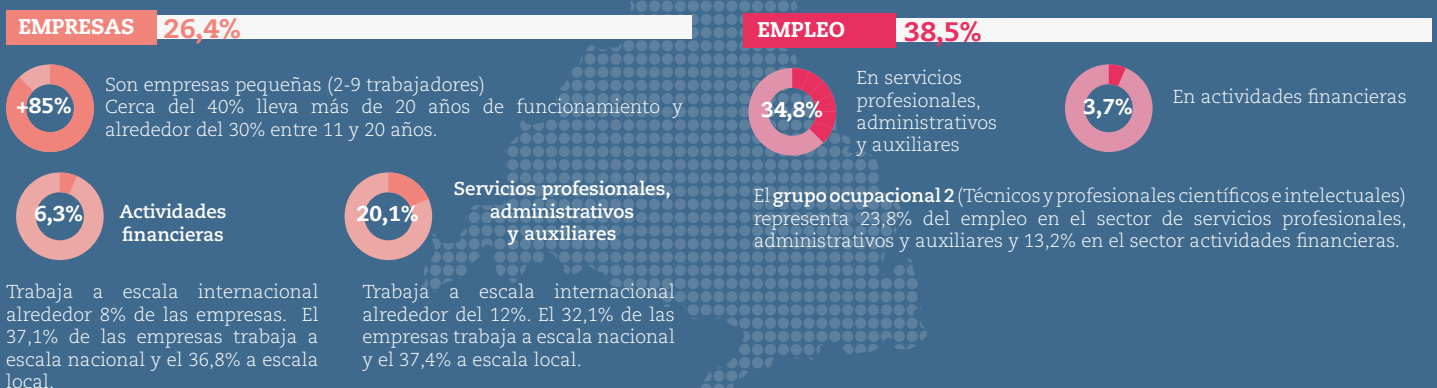 EMPRESAS 26,4%
+85%
Son empresas pequeñas (2-9 trabajadores)
Cerca del 40% lleva más de 20 años de funcionamiento y
alrededor del 30% entre 11 y 20 años.
6,3%
Actividades
financieras
20,1%
Servicios profesionales,
administrativos
y auxiliares
Trabaja a escala internacional
alrededor 8% de las empresas. El
37,1% de las empresas trabaja a
escala nacional y el 36,8% a escala
local.
Trabaja a escala internacional
alrededor del 12%. El 32,1% de las
empresas trabaja a escala nacional
y el 37,4% a escala local.
EMPLEO 38,5%
34,8%
En servicios
profesionales,
administrativos
y auxiliares
3,7%
En actividades financieras
El grupo ocupacional 2 (Técnicos y profesionales científicos e intelectuales)
representa 23,8% del empleo en el sector de servicios profesionales,
administrativos y auxiliares y 13,2% en el sector actividades financieras.